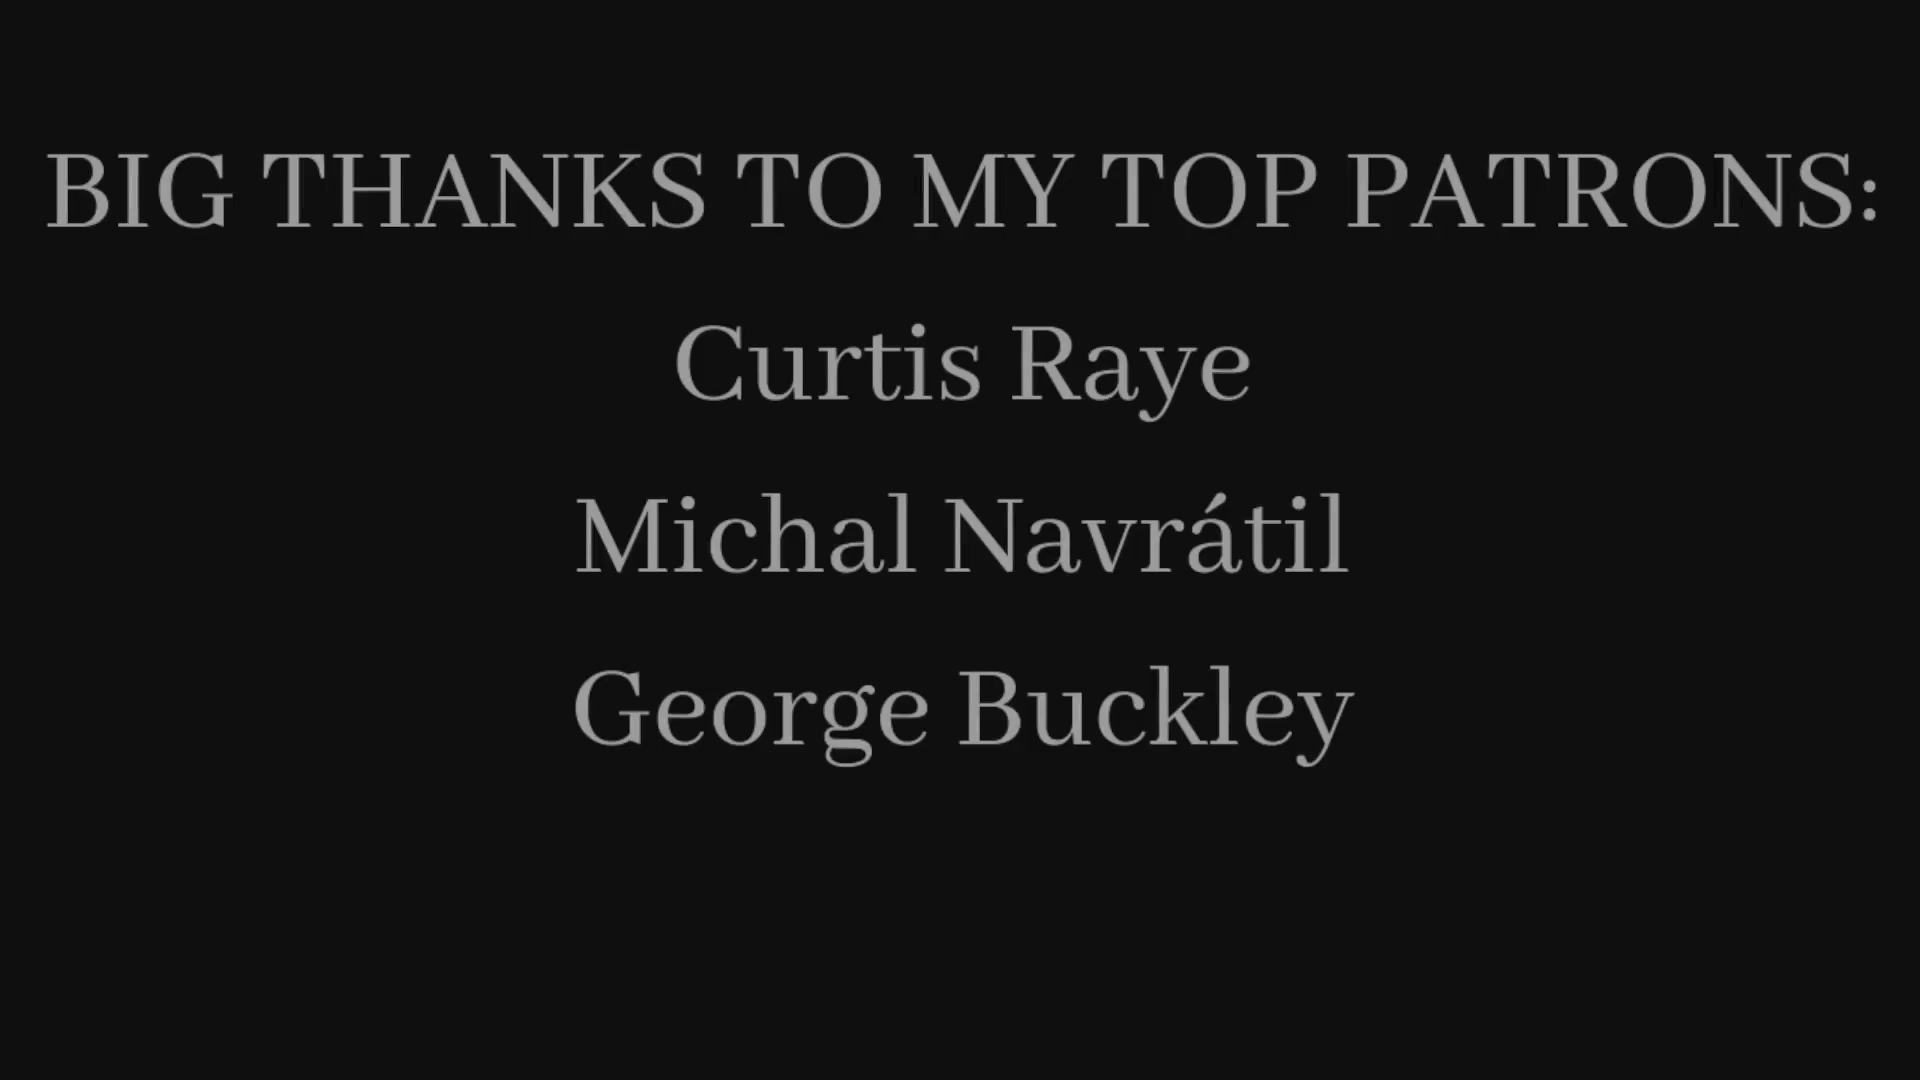 BIG THANKS TO MY TOP PATRONS:
Curtis Raye
Michal Navrátil
George Buckley